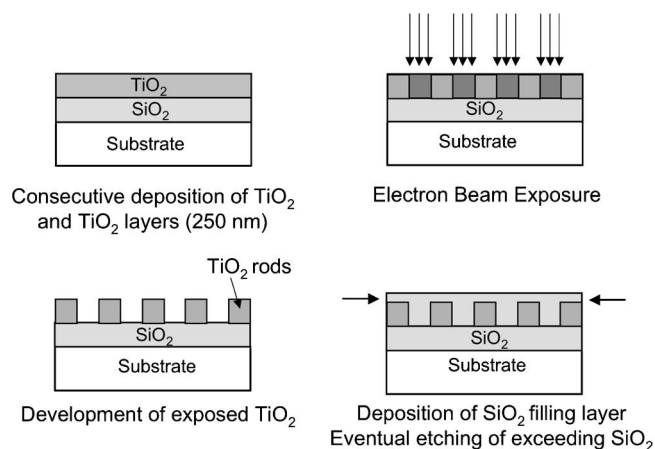 TiO₂
SiO₂
Substrate
Consecutive deposition of TiO₂
and TiO₂ layers (250 nm)
SiO₂
Substrate
Electron Beam Exposure
TiO₂ rods
SiO₂
Substrate
Development of exposed TiO₂
SiO₂
Substrate
Deposition of SiO₂ filling layer
Eventual etching of exceeding SiO₂